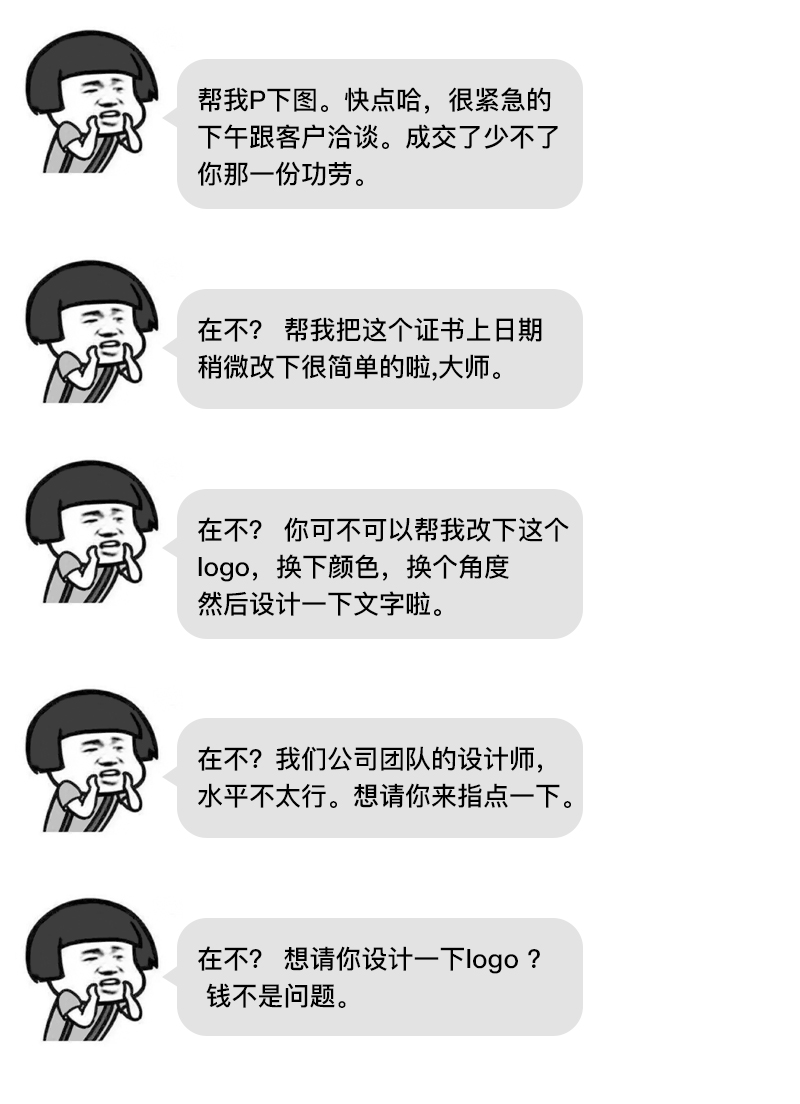 帮我P下图。快点哈，很紧急的
下午跟客户洽谈。成交了少不了
你那一份功劳。
在不？ 帮我把这个证书上日期
稍微改下很简单的啦,大师。
在不？ 你可不可以帮我改下这个
logo，换下颜色，换个角度
然后设计一下文字啦。
在不？我们公司团队的设计师，
水平不太行。想请你来指点一下。
在不？ 想请你设计一下logo ?
钱不是问题。